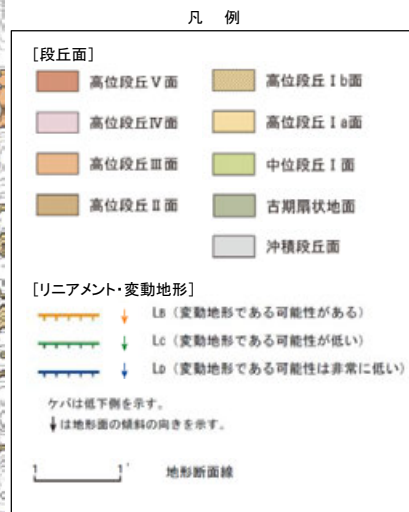 凡 例
[段丘面]
高位段丘Ⅴ面 高位段丘Ⅰb面
高位段丘Ⅳ面 高位段丘Ⅰa面
高位段丘Ⅲ面 中位段丘Ⅰ面
高位段丘Ⅱ面 古期扇状地面
沖積段丘面
[リニアメント・変動地形]
LB (変動地形である可能性がある)
LC (変動地形である可能性が低い)
LD (変動地形である可能性は非常に低い)
ケバは低下側を示す。
↓は地形面の傾斜の向きを示す。
1 1' 地形断面線